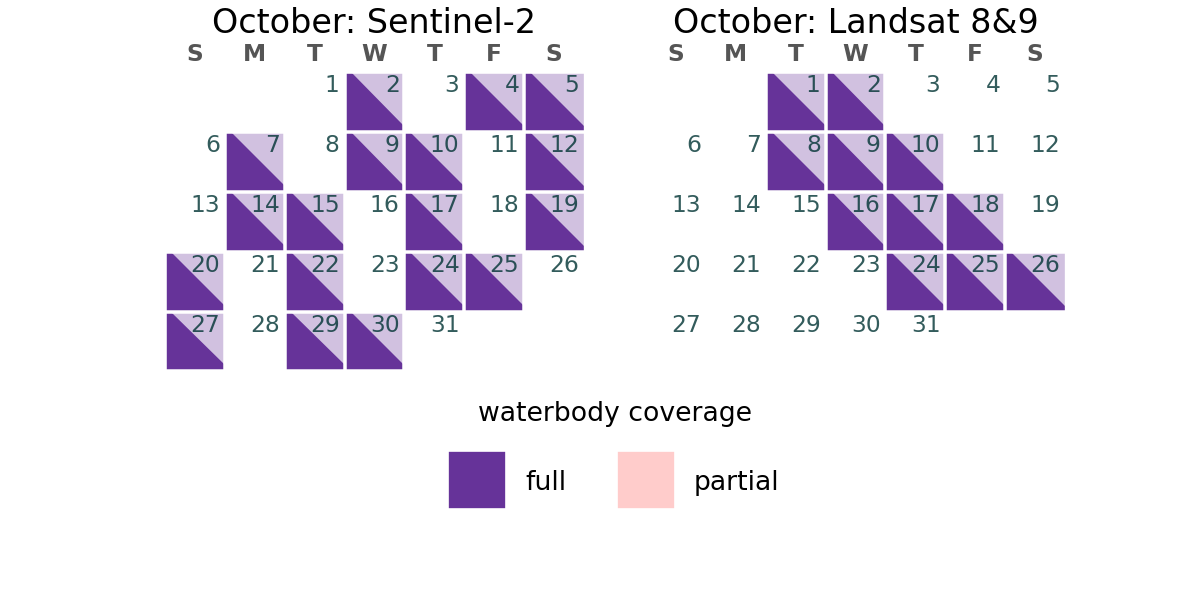 October: Sentinel-2
S M T W T F S
1 2 3 4 5
6 7 8 9 10 11 12
13 14 15 16 17 18 19
20 21 22 23 24 25 26
27 28 29 30 31
October: Landsat 8&9
S M T W T F S
1 2 3 4 5
6 7 8 9 10 11 12
13 14 15 16 17 18 19
20 21 22 23 24 25 26
27 28 29 30 31
waterbody coverage
full
partial